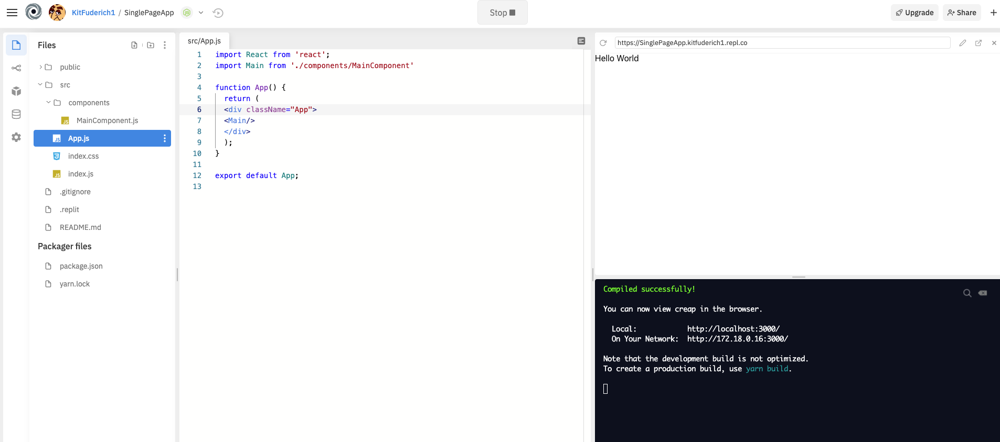 KitFuderich1 / SinglePageApp
Stop
Upgrade
Share
Files
public
src
components
MainComponent.js
App.js
index.css
index.js
.gitignore
.replit
README.md
Packager files
package.json
yarn.lock
src/App.js
1 import React from 'react';
2 import Main from './components/MainComponent'
3
4 function App() {
5 return (
6 <div className="App">
7 <Main/>
8 </div>
9 );
10 }
11
12 export default App;
13
https://SinglePageApp.kitfuderich1.repl.co
Hello World
Compiled successfully!
You can now view creap in the browser.
Local: http://localhost:3000/
On Your Network: http://172.18.0.16:3000/
Note that the development build is not optimized.
To create a production build, use yarn build.